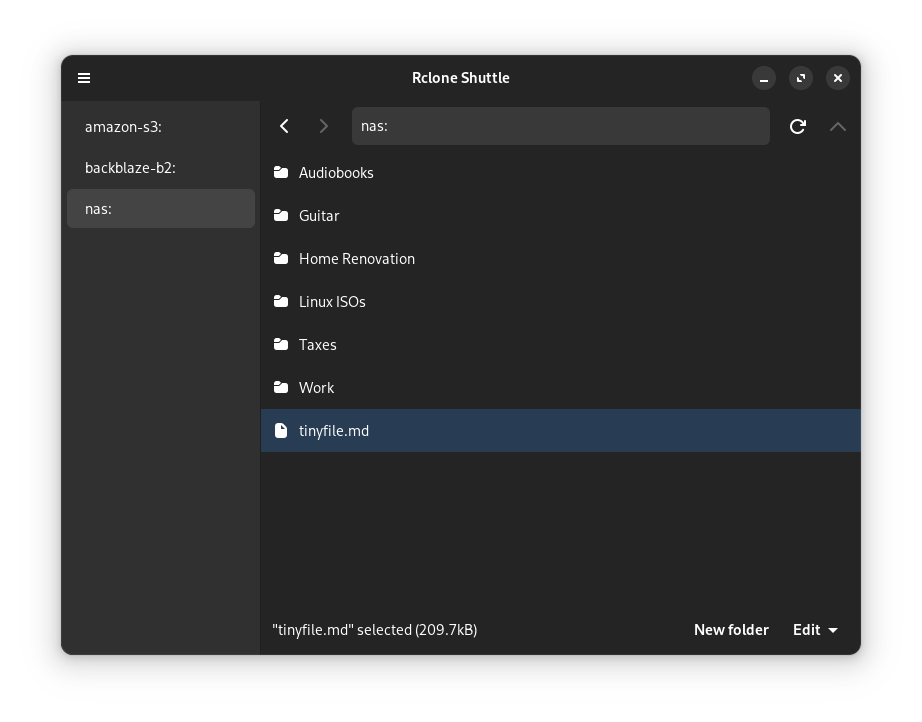 Rclone Shuttle
amazon-s3:
backblaze-b2:
nas:
nas:
Audiobooks
Guitar
Home Renovation
Linux ISOs
Taxes
Work
tinyfile.md
"tinyfile.md" selected (209.7kB)
New folder
Edit